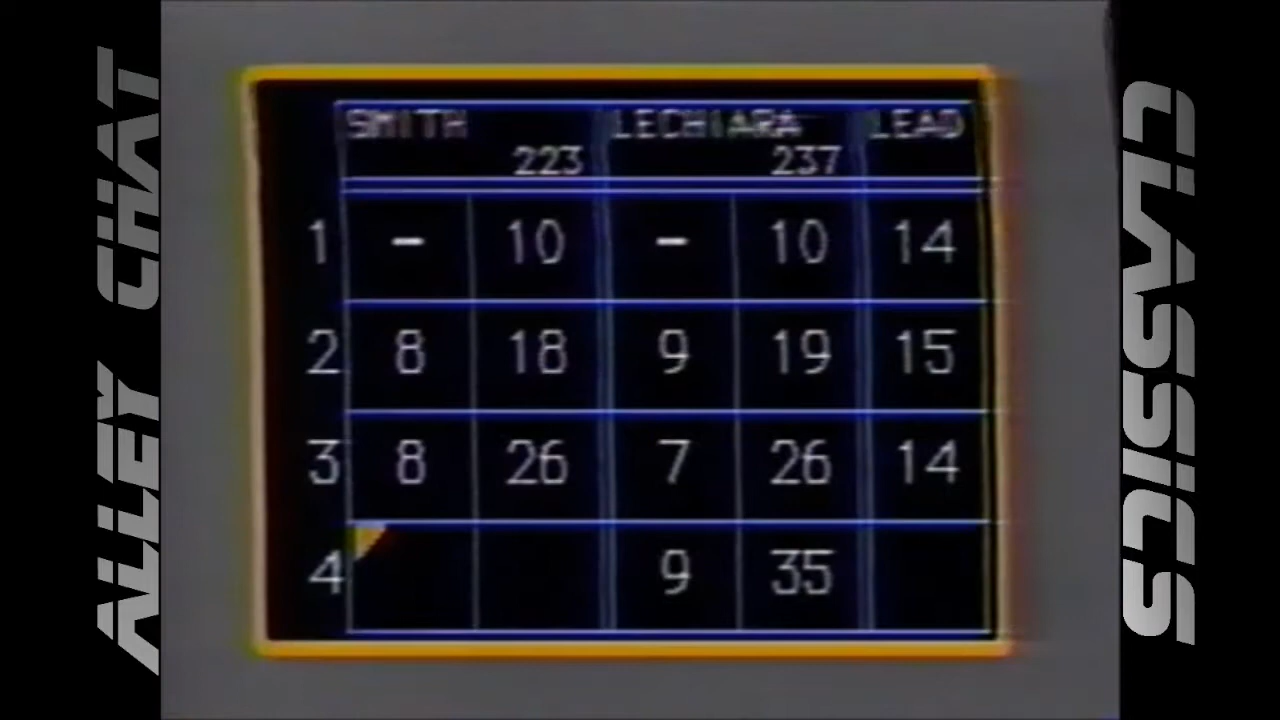 ALLEY CHAT
SMITH LECHIARA LEAD
223 237
1 - 10 - 10 14
2 8 18 9 19 15
3 8 26 7 26 14
4 9 35
CLASSICS